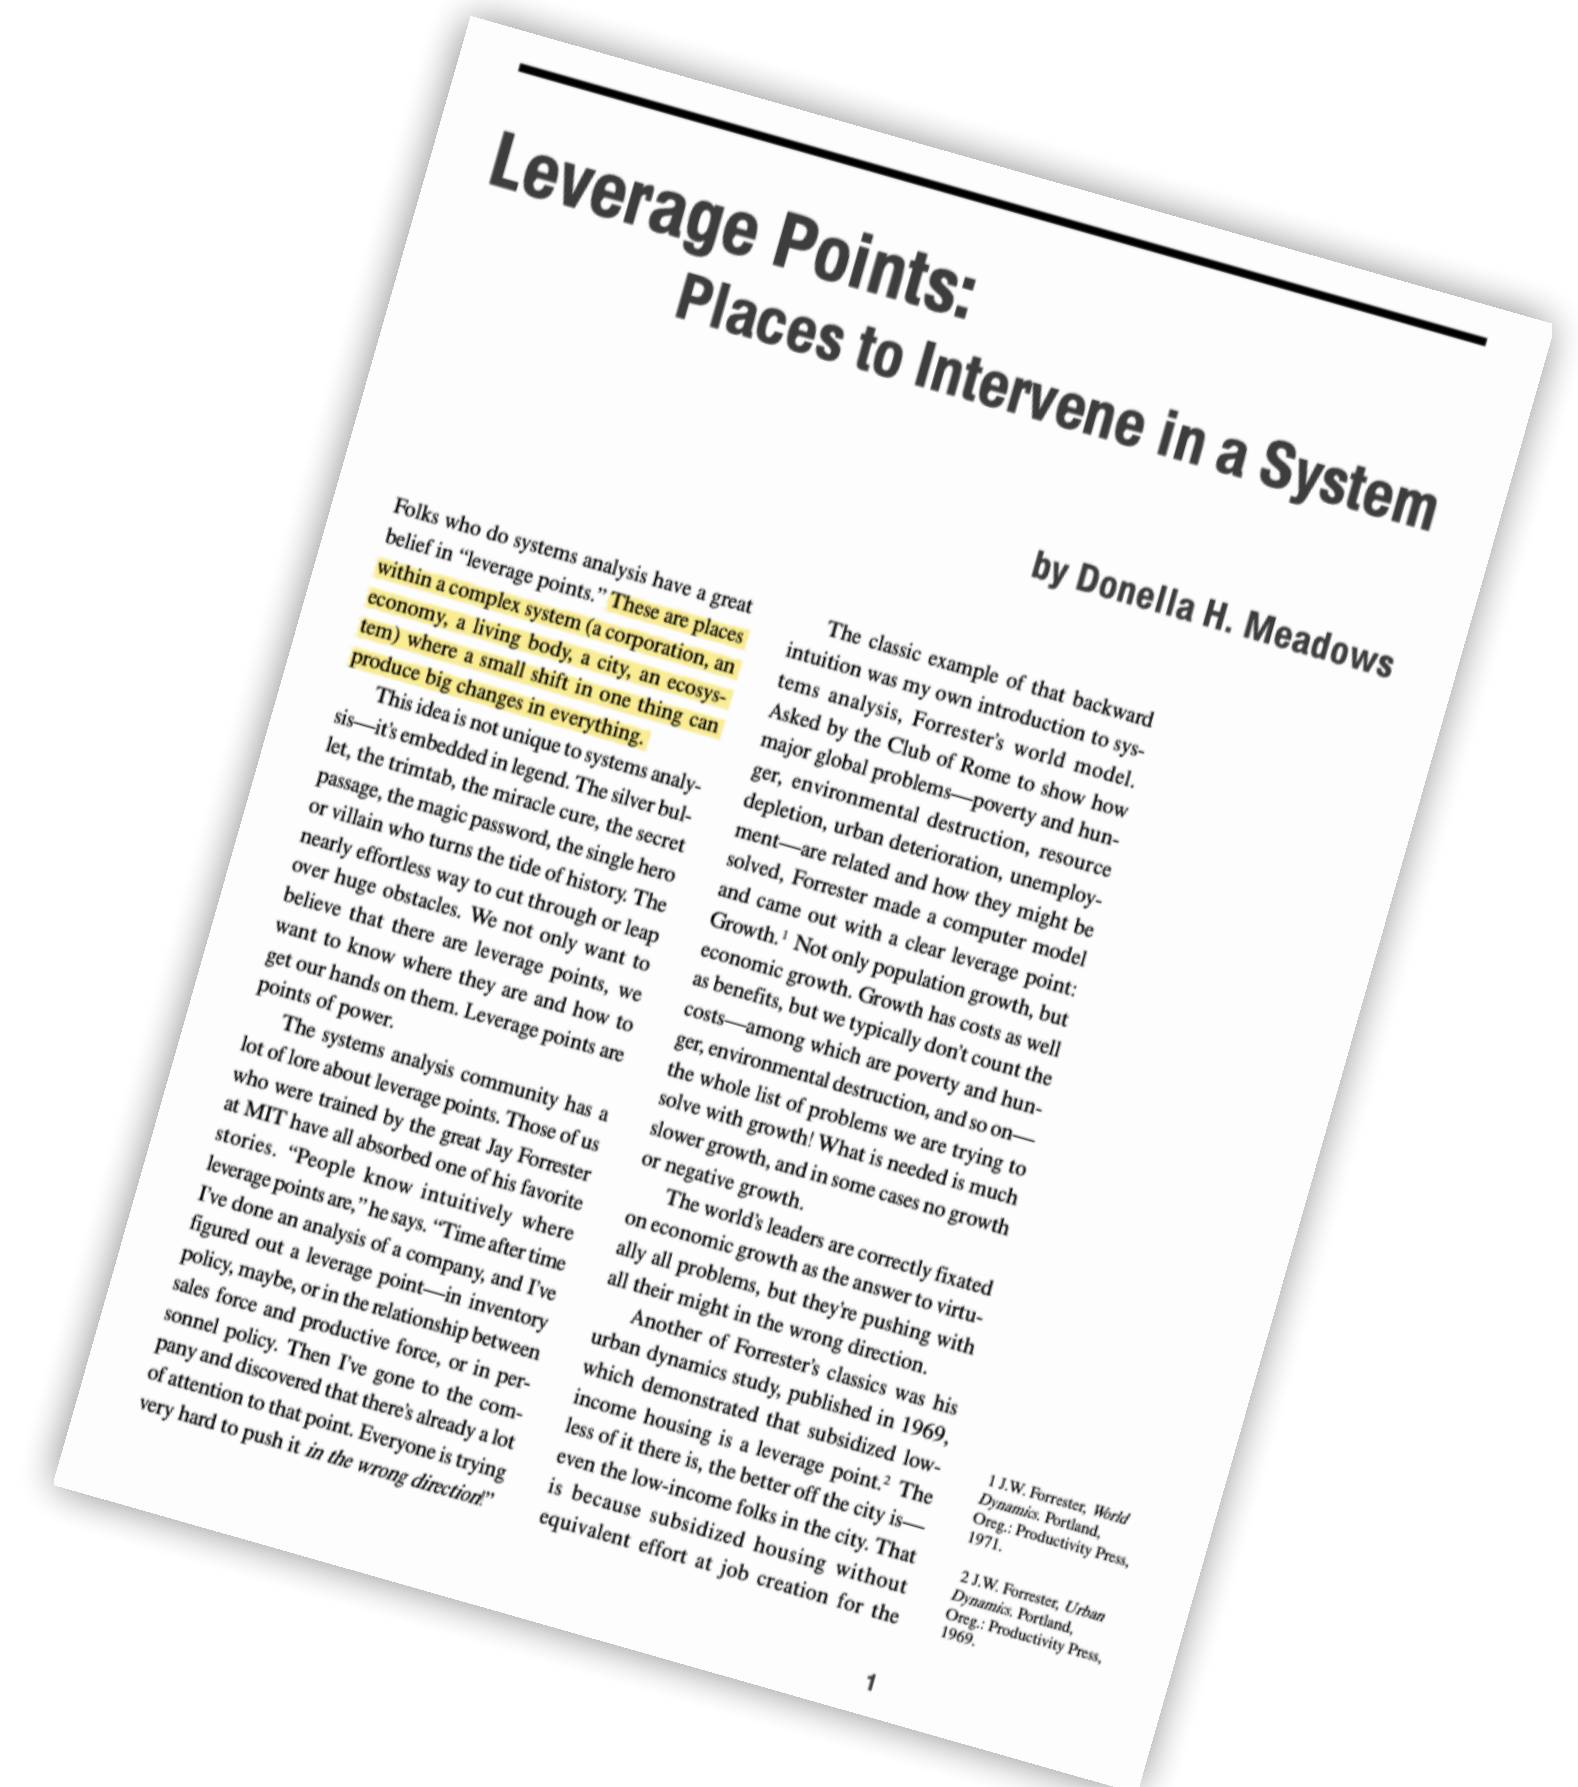 Leverage Points:
Places to Intervene in a System
by Donella H. Meadows
Folks who do systems analysis have a great
belief in “leverage points.” These are places
within a complex system (a corporation, an
economy, a living body, a city, an ecosys-
tem) where a small shift in one thing can
produce big changes in everything.
This idea is not unique to systems analy-
sis—it’s embedded in legend. The silver bul-
let, the trimtab, the miracle cure, the secret
passage, the magic password, the single hero
or villain who turns the tide of history. The
nearly effortless way to cut through or leap
over huge obstacles. We not only want to
believe that there are leverage points, we
want to know where they are and how to
get our hands on them. Leverage points are
points of power.
The systems analysis community has a
lot of lore about leverage points. Those of us
who were trained by the great Jay Forrester
at MIT have all absorbed one of his favorite
stories. “People know intuitively where
leverage points are,” he says. “Time after time
I’ve done an analysis of a company, and I’ve
figured out a leverage point—in inventory
policy, maybe, or in the relationship between
sales force and productive force, or in per-
sonnel policy. Then I’ve gone to the com-
pany and discovered that there’s already a lot
of attention to that point. Everyone is trying
very hard to push it in the wrong direction!”
The classic example of that backward
intuition was my own introduction to sys-
tems analysis, Forrester’s world model.
Asked by the Club of Rome to show how
major global problems—poverty and hun-
ger, environmental destruction, resource
depletion, urban deterioration, unemploy-
ment—are related and how they might be
solved, Forrester made a computer model
and came out with a clear leverage point:
Growth.1 Not only population growth, but
economic growth. Growth has costs as well
as benefits, but we typically don’t count the
costs—among which are poverty and hun-
ger, environmental destruction, and so on—
the whole list of problems we are trying to
solve with growth! What is needed is much
slower growth, and in some cases no growth
or negative growth.
The world’s leaders are correctly fixated
on economic growth as the answer to virtu-
ally all problems, but they’re pushing with
all their might in the wrong direction.
Another of Forrester’s classics was his
urban dynamics study, published in 1969,
which demonstrated that subsidized low-
income housing is a leverage point.2 The
less of it there is, the better off the city is—
even the low-income folks in the city. That
is because subsidized housing without
equivalent effort at job creation for the
1 J.W. Forrester, World
Dynamics. Portland,
Oreg.: Productivity Press,
1971.
2 J.W. Forrester, Urban
Dynamics. Portland,
Oreg.: Productivity Press,
1969.
1